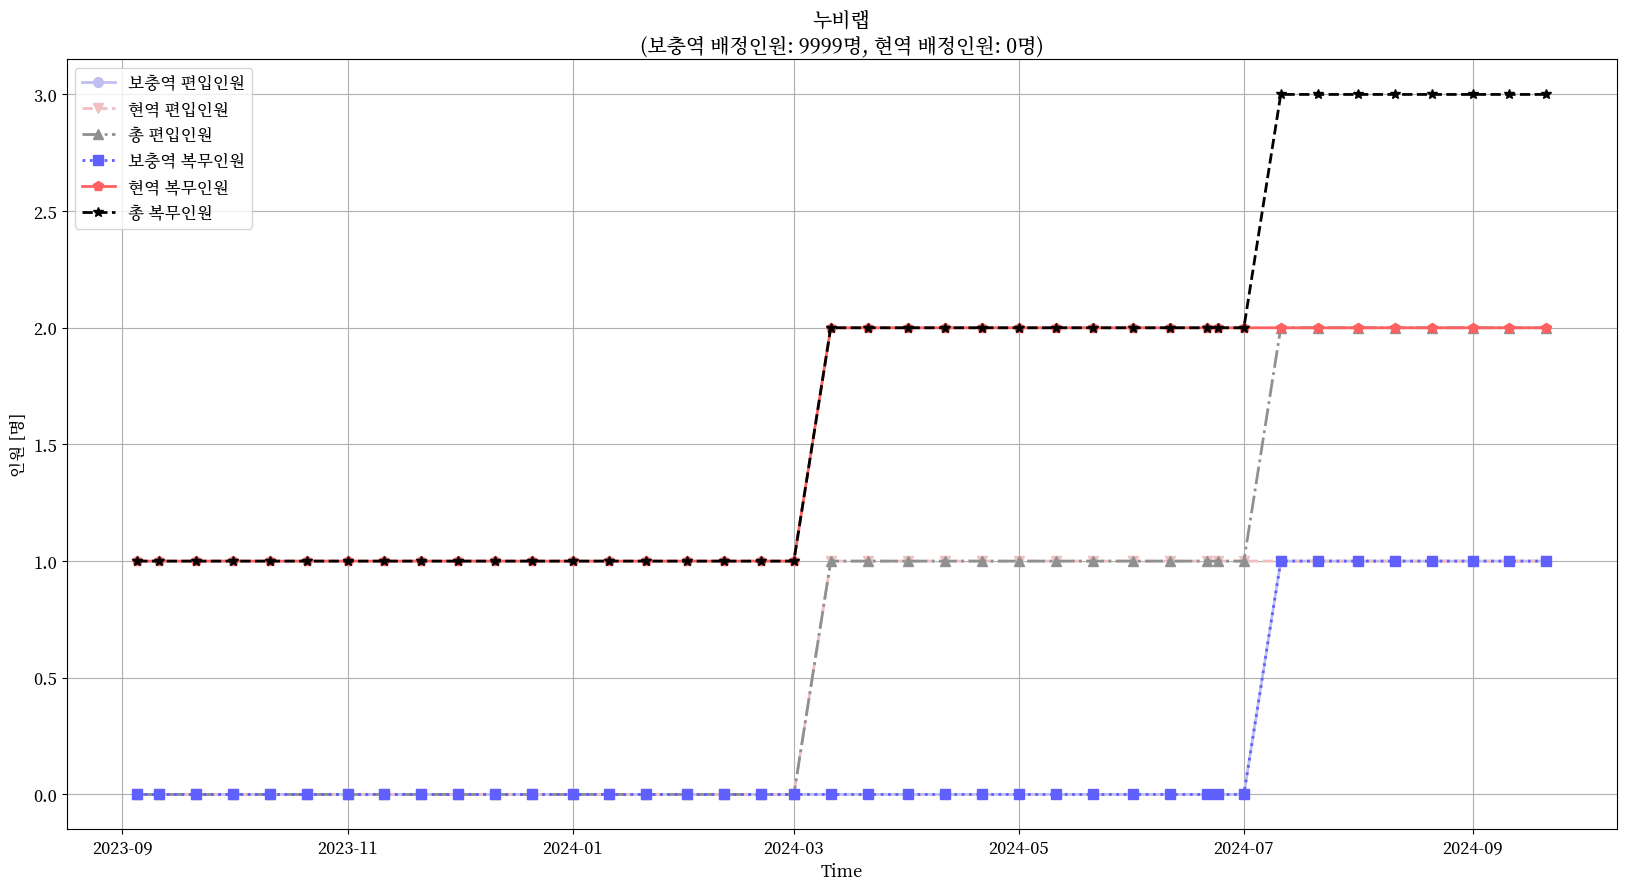 누비랩
(보충역 배정인원: 9999명, 현역 배정인원: 0명)
보충역 편입인원
현역 편입인원
총 편입인원
보충역 복무인원
현역 복무인원
총 복무인원
3.0
2.5
2.0
1.5
1.0
0.5
0.0
인원 [명]
2023-09 2023-11 2024-01 2024-03 2024-05 2024-07 2024-09
Time